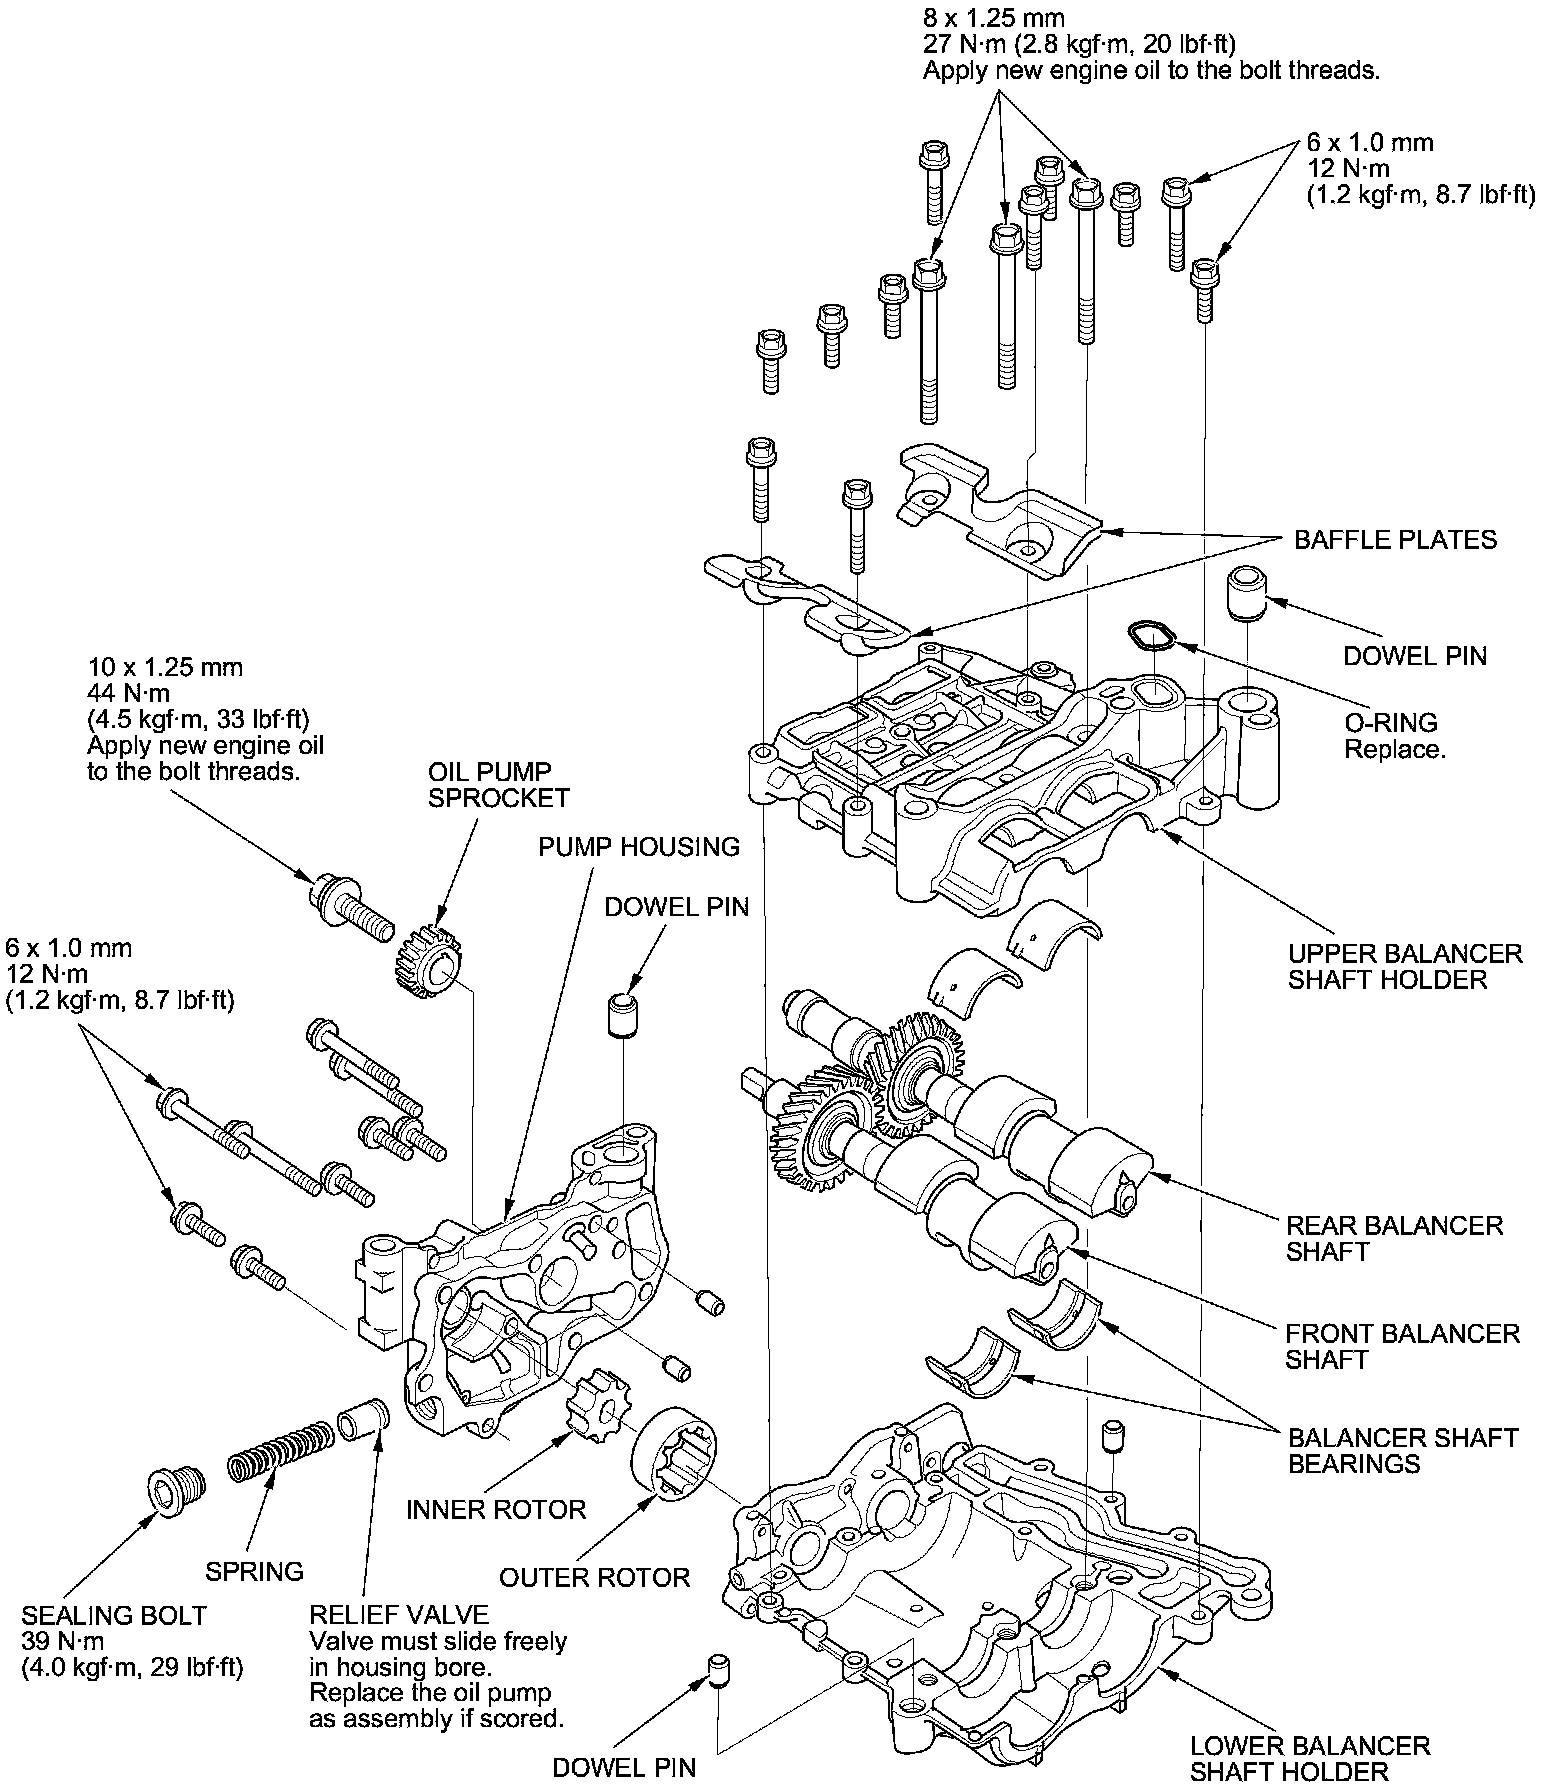 8 x 1.25 mm
27 N·m (2.8 kgf·m, 20 lbf·ft)
Apply new engine oil to the bolt threads.
6 x 1.0 mm
12 N·m
(1.2 kgf·m, 8.7 lbf·ft)
BAFFLE PLATES
DOWEL PIN
O-RING
Replace.
10 x 1.25 mm
44 N·m
(4.5 kgf·m, 33 lbf·ft)
Apply new engine oil
to the bolt threads.
OIL PUMP
SPROCKET
PUMP HOUSING
DOWEL PIN
6 x 1.0 mm
12 N·m
(1.2 kgf·m, 8.7 lbf·ft)
UPPER BALANCER
SHAFT HOLDER
REAR BALANCER
SHAFT
FRONT BALANCER
SHAFT
BALANCER SHAFT
BEARINGS
INNER ROTOR
OUTER ROTOR
SPRING
SEALING BOLT
39 N·m
(4.0 kgf·m, 29 lbf·ft)
RELIEF VALVE
Valve must slide freely
in housing bore.
Replace the oil pump
as assembly if scored.
DOWEL PIN
LOWER BALANCER
SHAFT HOLDER